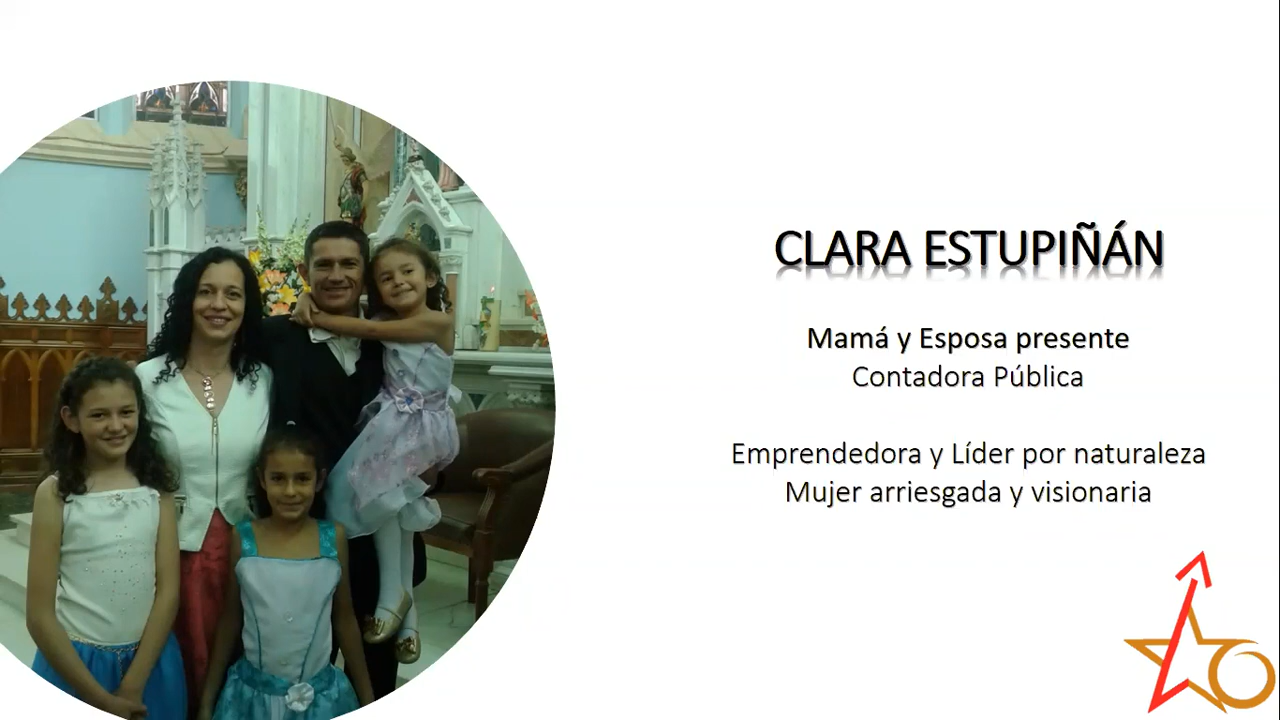 CLARA ESTUPIÑÁN
Mamá y Esposa presente
Contadora Pública
Emprendedora y Líder por naturaleza
Mujer arriesgada y visionaria